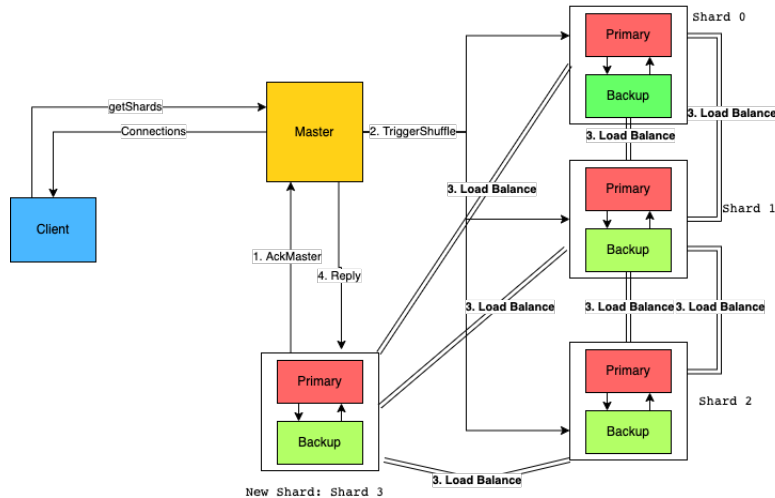 Shard 0
Primary
Backup
getShards
Connections
Master
2. TriggerShuffle
3. Load Balance
3. Load Balance
3. Load Balance
Client
Primary
Backup
Shard 1
1. AckMaster
4. Reply
3. Load Balance
3. Load Balance
3. Load Balance
Primary
Backup
Shard 2
Primary
Backup
3. Load Balance
New Shard: Shard 3